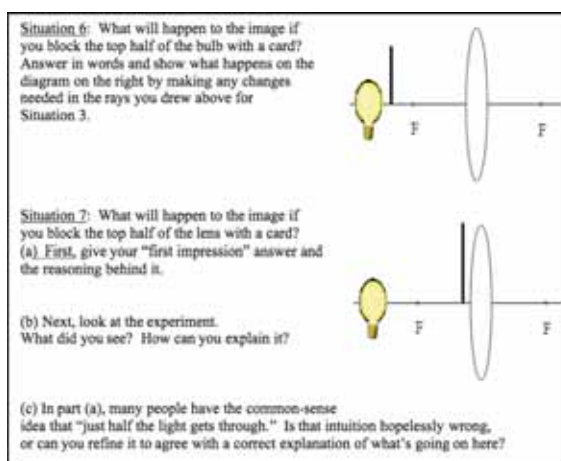 Situation 6: What will happen to the image if
you block the top half of the bulb with a card?
Answer in words and show what happens on the
diagram on the right by making any changes
needed in the rays you drew above for
Situation 3.
F
F
Situation 7: What will happen to the image if
you block the top half of the lens with a card?
(a) First, give your “first impression” answer and
the reasoning behind it.
F
F
(b) Next, look at the experiment.
What did you see? How can you explain it?
(c) In part (a), many people have the common-sense
idea that “just half the light gets through.” Is that intuition hopelessly wrong,
or can you refine it to agree with a correct explanation of what’s going on here?